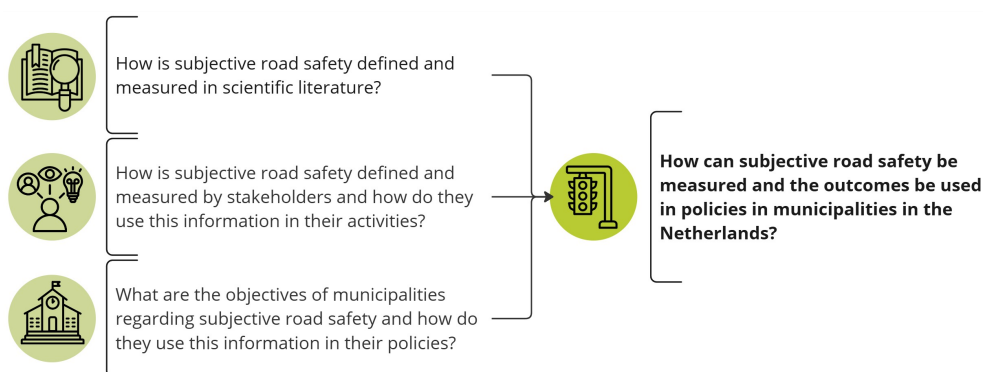 How is subjective road safety defined and
measured in scientific literature?
How is subjective road safety defined and
measured by stakeholders and how do they
use this information in their activities?
What are the objectives of municipalities
regarding subjective road safety and how do
they use this information in their policies?
How can subjective road safety be
measured and the outcomes be used
in policies in municipalities in the
Netherlands?